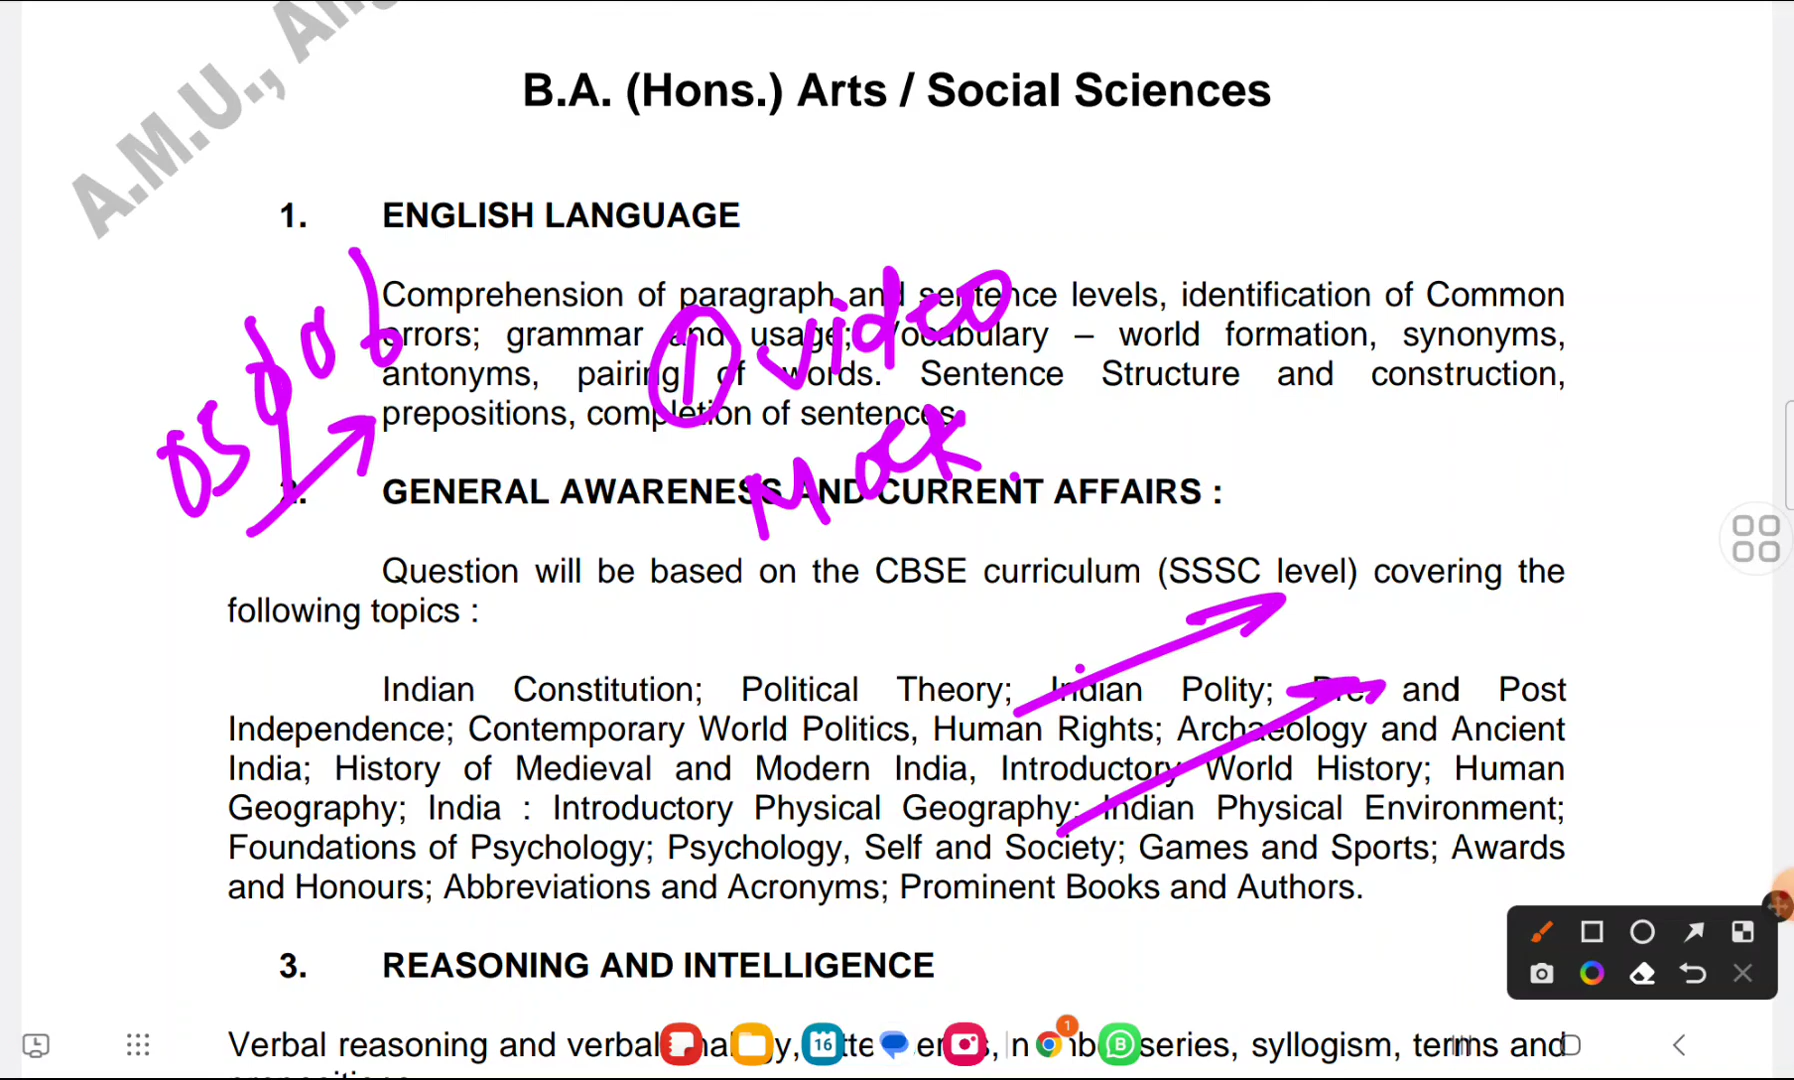 A.M.U.,
B.A. (Hons.) Arts / Social Sciences
1. ENGLISH LANGUAGE
Comprehension of paragraph and sentence levels, identification of Common
errors; grammar and usage; Vocabulary – world formation, synonyms,
antonyms, pairing of words. Sentence Structure and construction,
prepositions, completion of sentences.
① video
Mock.
2. GENERAL AWARENESS AND CURRENT AFFAIRS :
Question will be based on the CBSE curriculum (SSSC level) covering the
following topics :
Indian Constitution; Political Theory; Indian Polity; Pre and Post
Independence; Contemporary World Politics, Human Rights; Archaeology and Ancient
India; History of Medieval and Modern India, Introductory World History; Human
Geography; India : Introductory Physical Geography; Indian Physical Environment;
Foundations of Psychology; Psychology, Self and Society; Games and Sports; Awards
and Honours; Abbreviations and Acronyms; Prominent Books and Authors.
3. REASONING AND INTELLIGENCE
Verbal reasoning and verbal series, syllogism, terms and
16
1
B